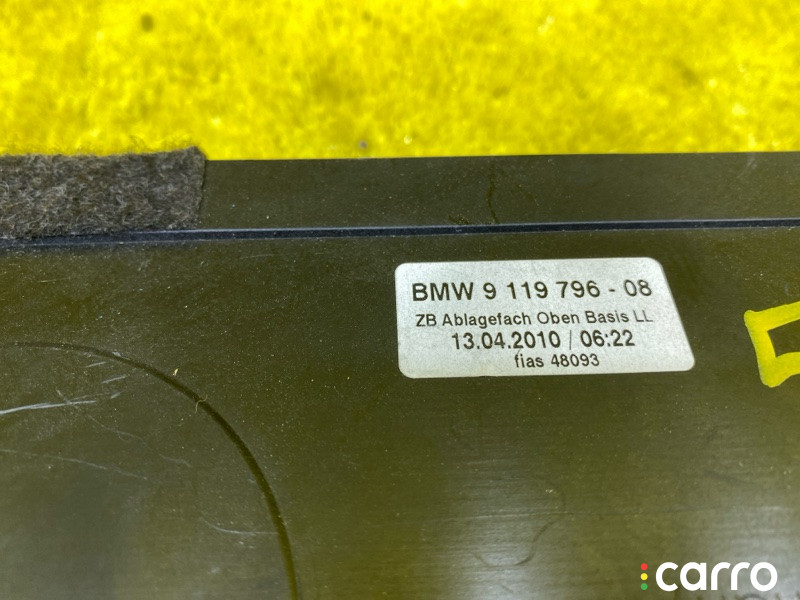 BMW 9 119 796 - 08
ZB Ablagefach Oben Basis LL
13.04.2010 / 06:22
fias 48093
carro